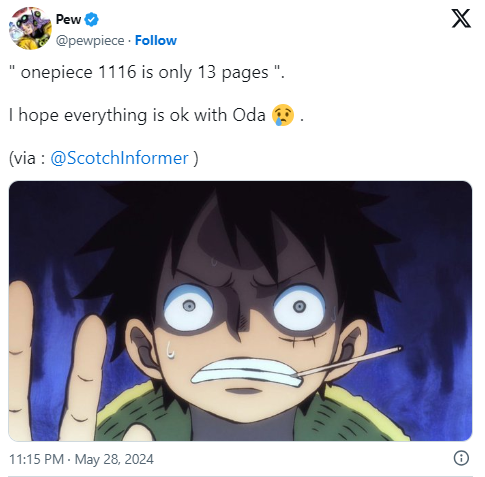 Pew
@pewpiece · Follow
" onepiece 1116 is only 13 pages ".
I hope everything is ok with Oda 😢 .
(via : @ScotchInformer )
11:15 PM · May 28, 2024